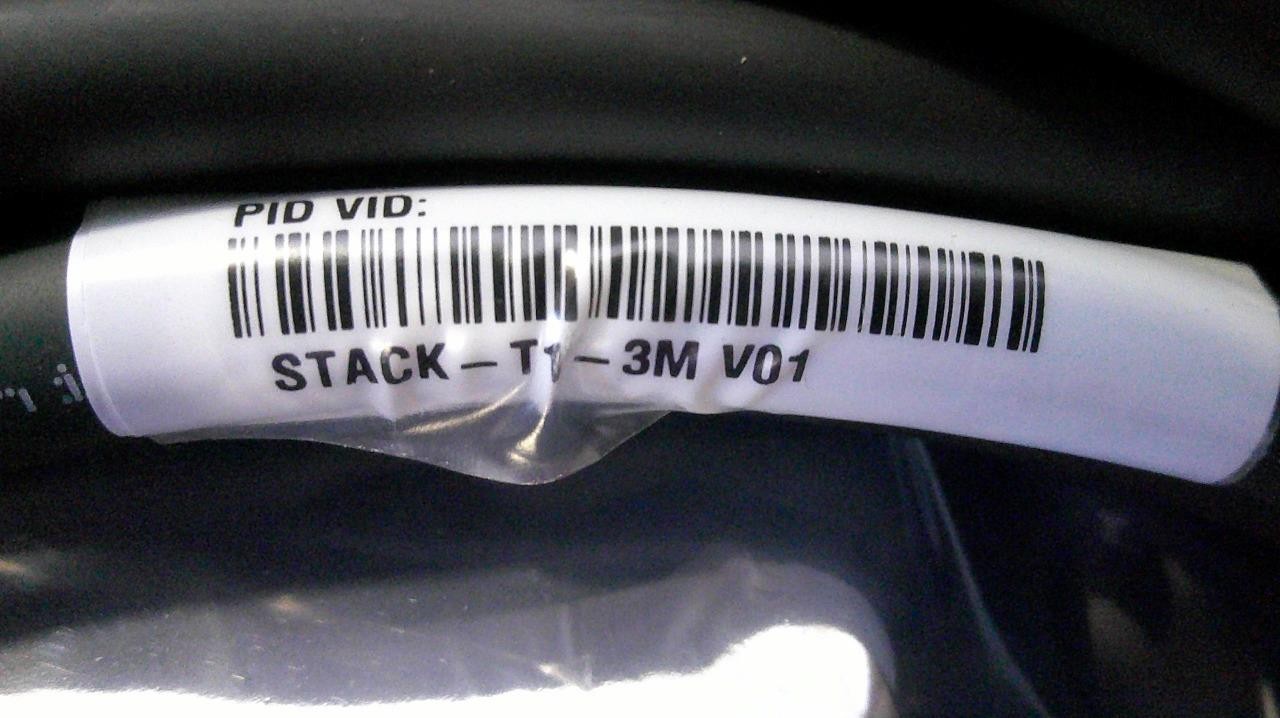 PID VID:
STACK-T1-3M V01